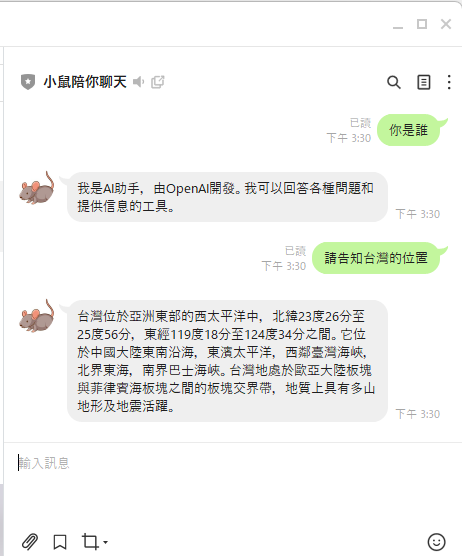 小鼠陪你聊天
已讀
下午 3:30
你是誰
我是AI助手，由OpenAI開發。我可以回答各種問題和
提供信息的工具。
下午 3:30
已讀
下午 3:30
請告知台灣的位置
台灣位於亞洲東部的西太平洋中，北緯23度26分至
25度56分，東經119度18分至124度34分之間。它位
於中國大陸東南沿海，東濱太平洋，西鄰臺灣海峽，
北界東海，南界巴士海峽。台灣地處於歐亞大陸板塊
與菲律賓海板塊之間的板塊交界帶，地質上具有多山
地形及地震活躍。
下午 3:30
輸入訊息